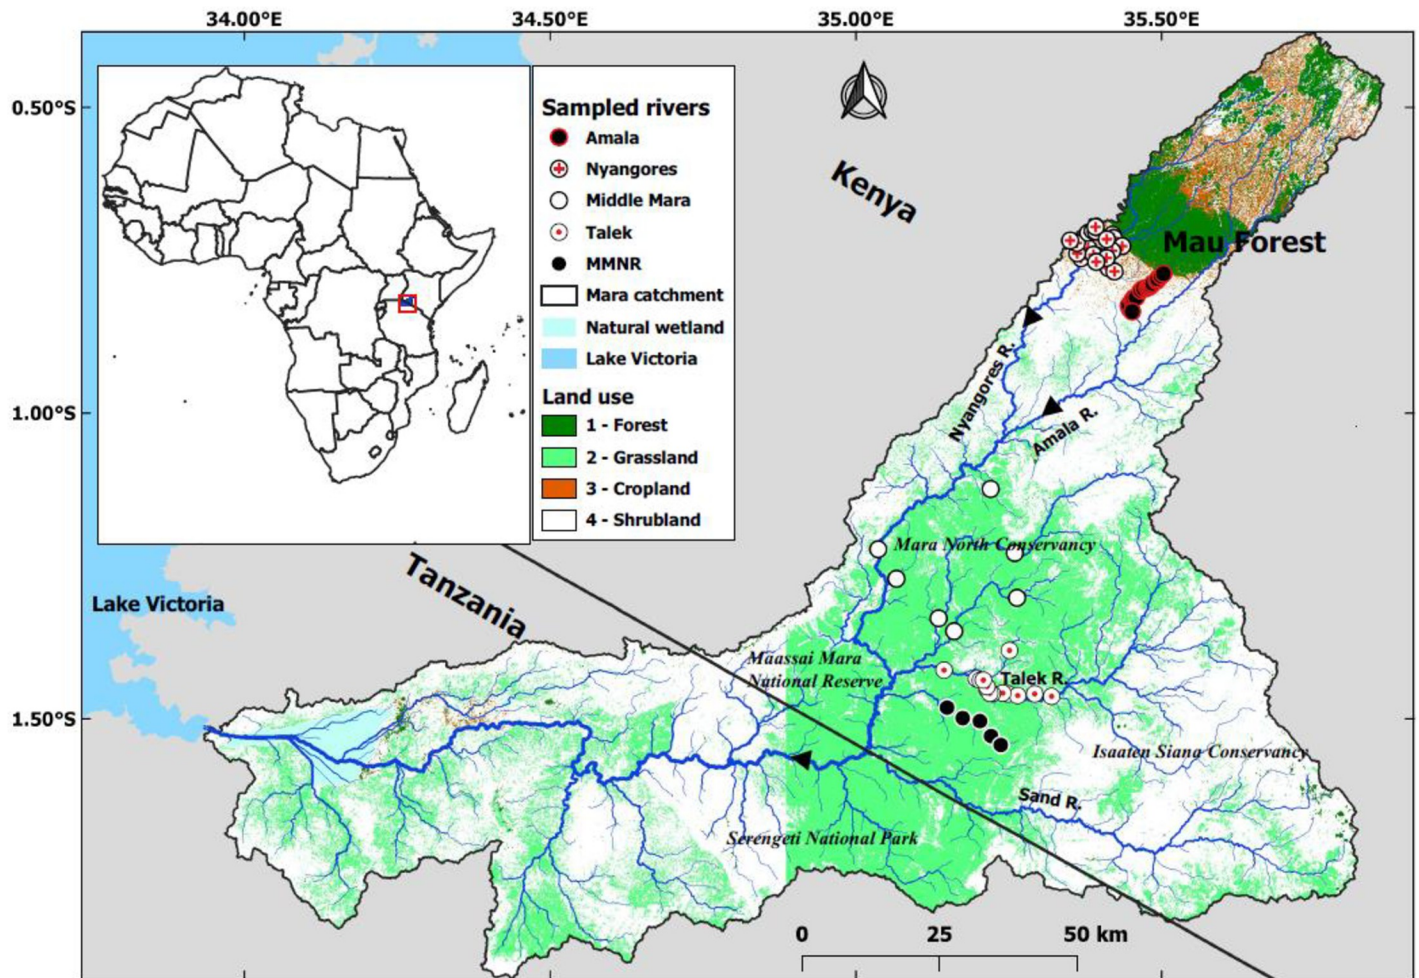 34.00°E
34.50°E
35.00°E
35.50°E
0.50°S
1.00°S
1.50°S
Sampled rivers
Amala
Nyangores
Middle Mara
Talek
MMNR
Mara catchment
Natural wetland
Lake Victoria
Land use
1 - Forest
2 - Grassland
3 - Cropland
4 - Shrubland
Kenya
Mau Forest
Nyangores R.
Amala R.
Mara North Conservancy
Tanzania
Lake Victoria
Maassai Mara
National Reserve
Talek R.
Isaaten Siana Conservancy
Sand R.
Serengeti National Park
0
25
50 km